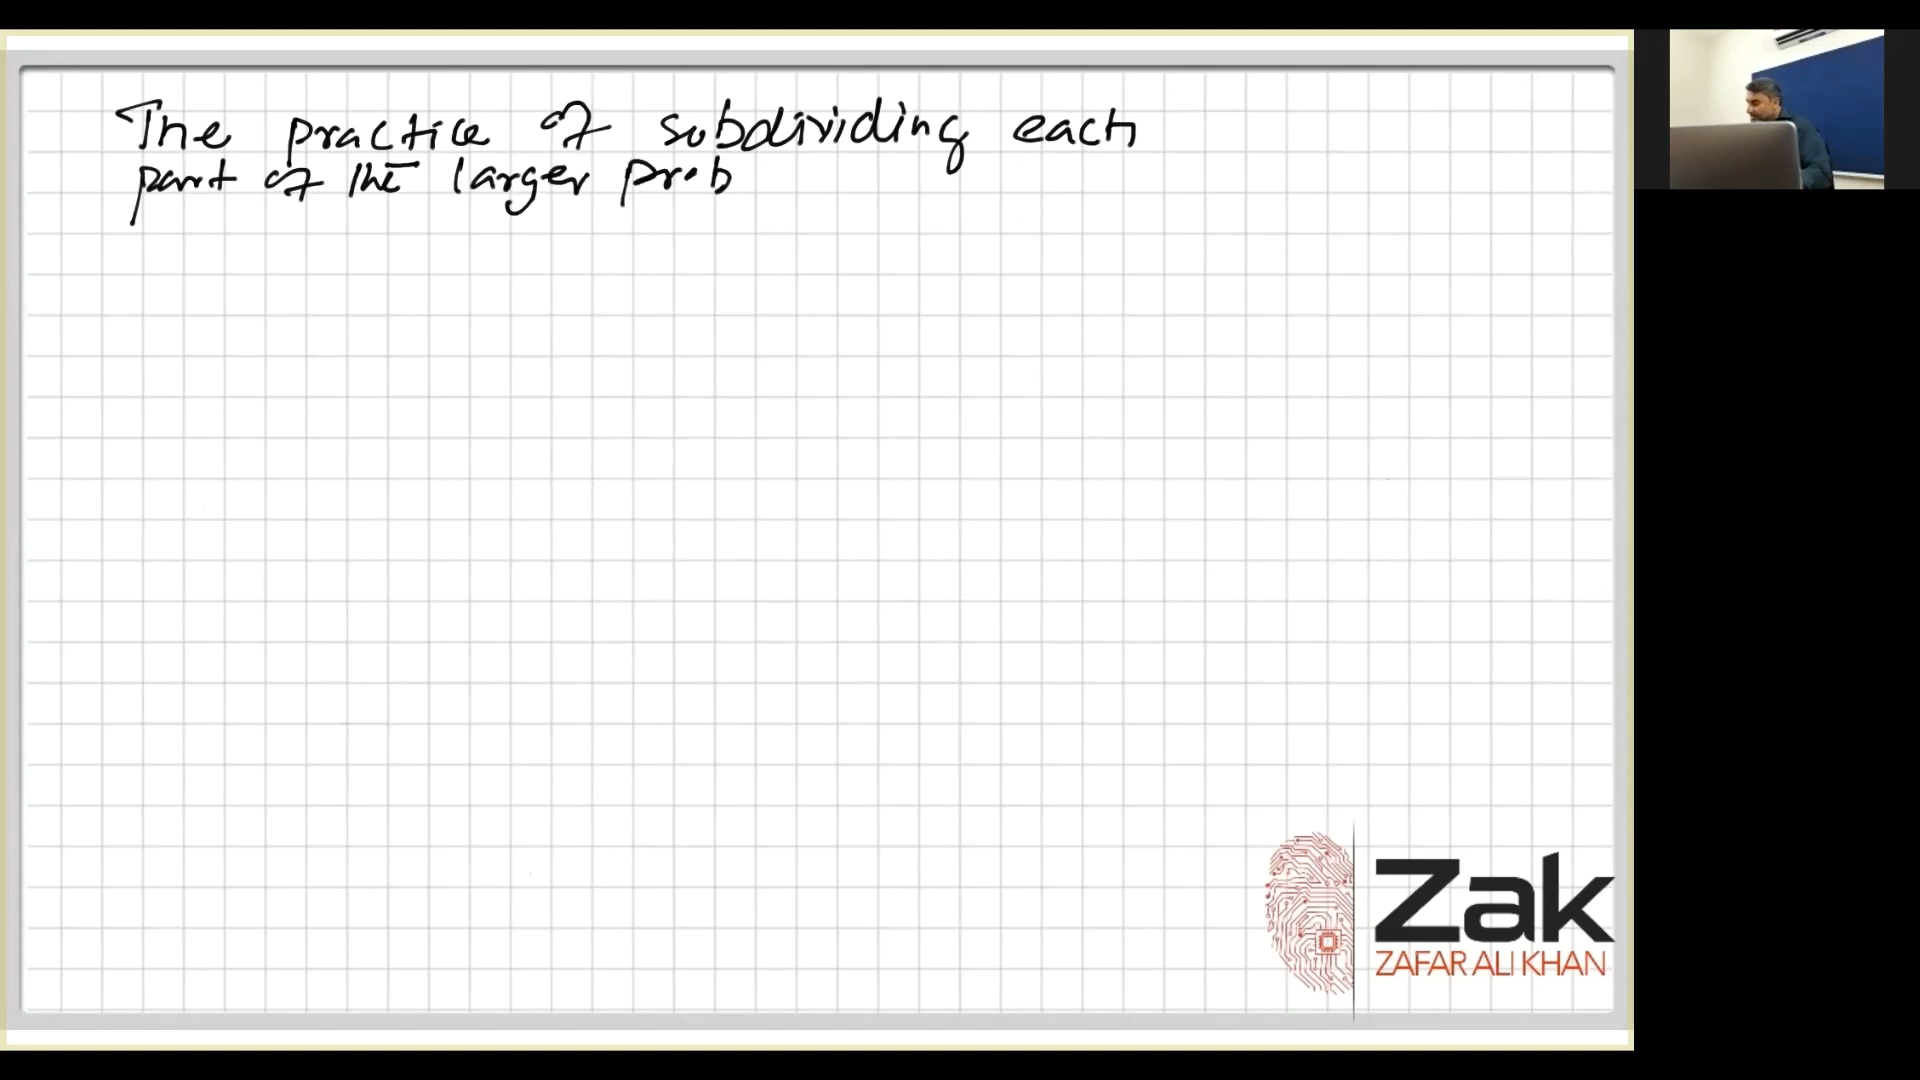 The practice of subdividing each
part of the larger prob
Zak
ZAFAR ALI KHAN